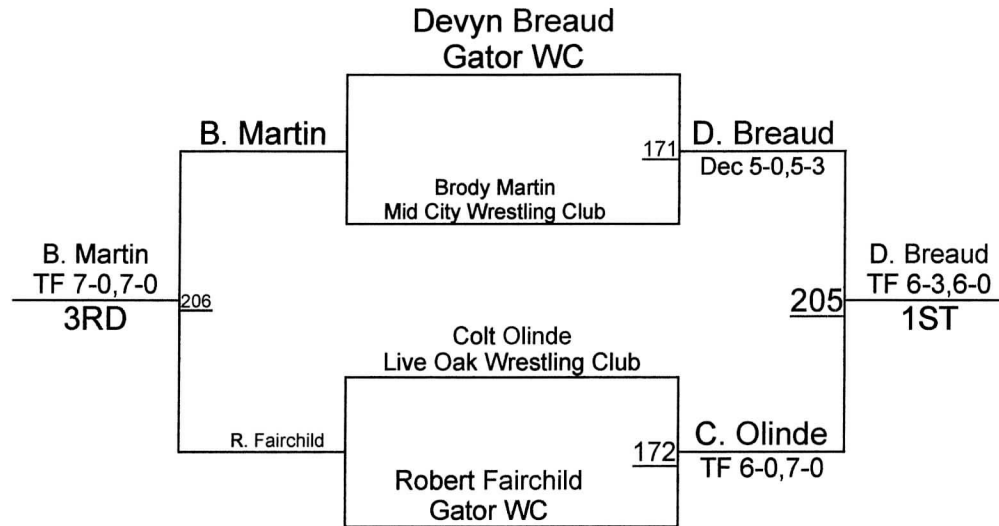 Devyn Breaud
Gator WC
B. Martin
171
D. Breaud
Dec 5-0,5-3
Brody Martin
Mid City Wrestling Club
B. Martin
TF 7-0,7-0
3RD
206
205
D. Breaud
TF 6-3,6-0
1ST
Colt Olinde
Live Oak Wrestling Club
R. Fairchild
172
C. Olinde
TF 6-0,7-0
Robert Fairchild
Gator WC